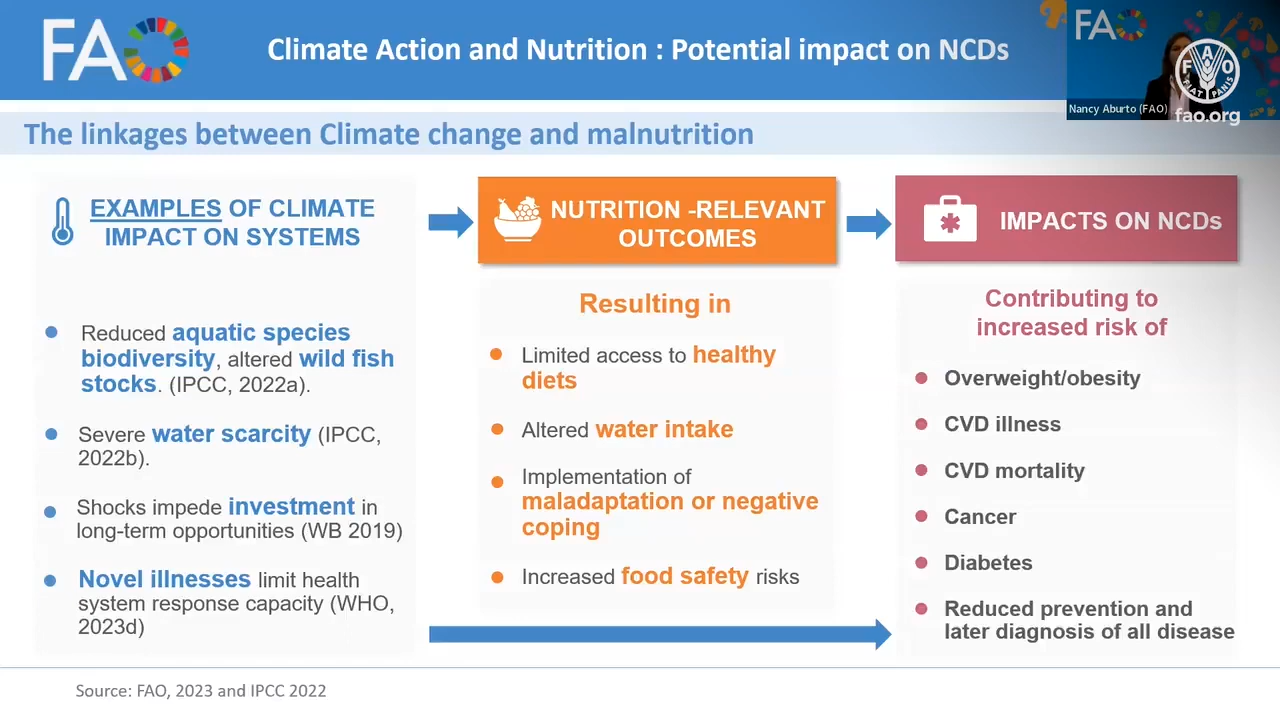 FAO
Climate Action and Nutrition : Potential impact on NCDs
FAO
Nancy Aburto (FAO)
F A O
FIAT PANIS
fao.org
The linkages between Climate change and malnutrition
EXAMPLES OF CLIMATE
IMPACT ON SYSTEMS
Reduced aquatic species
biodiversity, altered wild fish
stocks. (IPCC, 2022a).
Severe water scarcity (IPCC,
2022b).
Shocks impede investment in
long-term opportunities (WB 2019)
Novel illnesses limit health
system response capacity (WHO,
2023d)
NUTRITION -RELEVANT
OUTCOMES
Resulting in
Limited access to healthy
diets
Altered water intake
Implementation of
maladaptation or negative
coping
Increased food safety risks
IMPACTS ON NCDs
Contributing to
increased risk of
Overweight/obesity
CVD illness
CVD mortality
Cancer
Diabetes
Reduced prevention and
later diagnosis of all disease
Source: FAO, 2023 and IPCC 2022